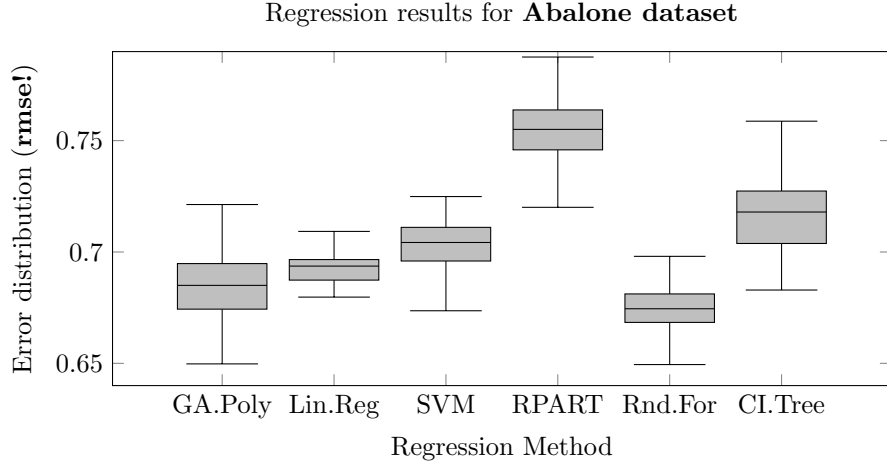 Regression results for Abalone dataset
Error distribution (rmse!)
0.75
0.7
0.65
GA.Poly Lin.Reg SVM RPART Rnd.For CI.Tree
Regression Method